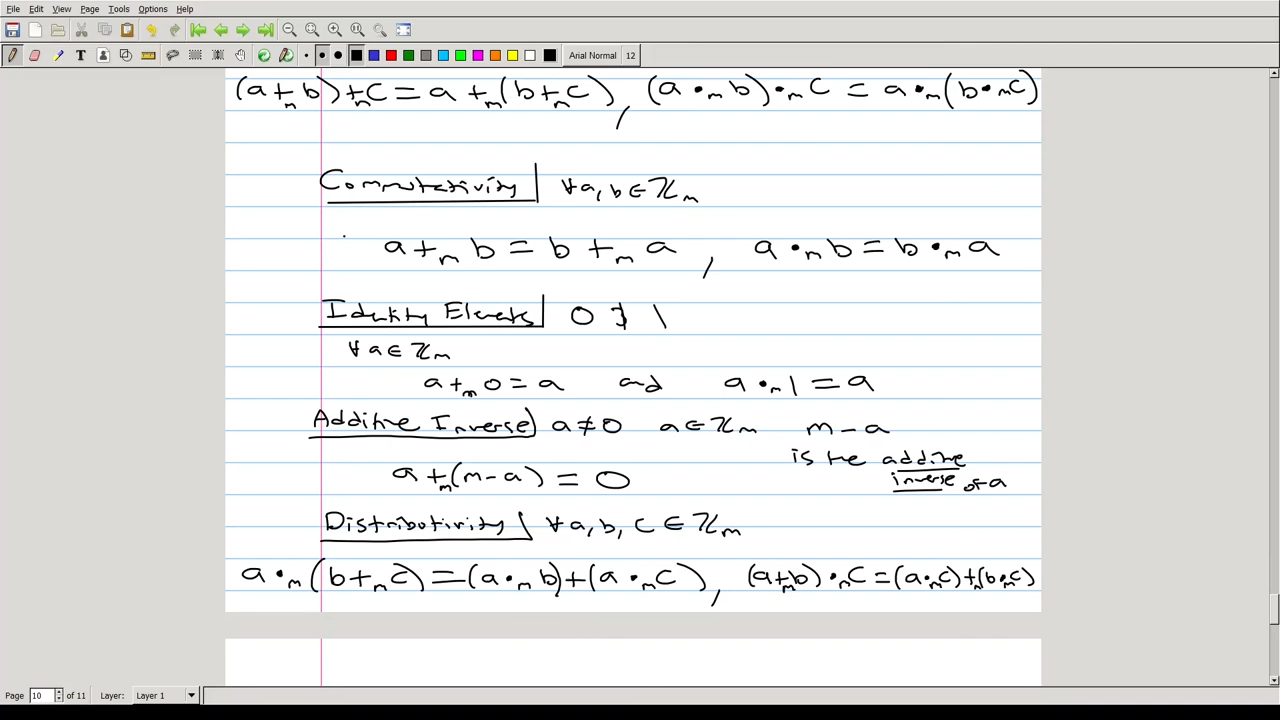 File Edit View Page Tools Options Help
Arial Normal 12
(a +ₘ b) +ₘ c = a +ₘ (b +ₘ c), (a •ₘ b) •ₘ c = a •ₘ (b •ₘ c)
Commutativity | ∀ a, b ∈ ℤₘ
a +ₘ b = b +ₘ a , a •ₘ b = b •ₘ a
Identity Elements | 0 & 1
∀ a ∈ ℤₘ
a +ₘ 0 = a and a •ₘ 1 = a
Additive Inverse | a ≠ 0 a ∈ ℤₘ m − a
is the additive
inverse of a
a +ₘ (m − a) = 0
Distributivity | ∀ a, b, c ∈ ℤₘ
a •ₘ (b +ₘ c) = (a •ₘ b) + (a •ₘ c), (a +ₘ b) •ₘ c = (a •ₘ c) +ₘ (b •ₘ c)
Page 10 of 11 Layer: Layer 1